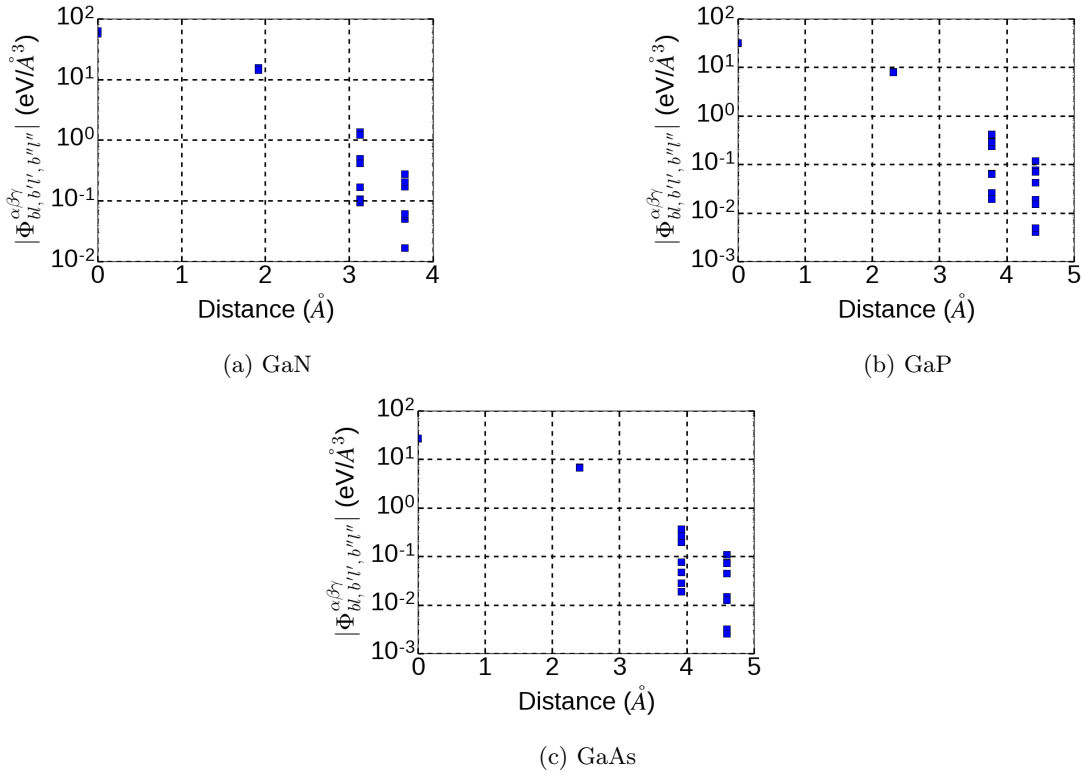 |Φ^{αβγ}_{bl,b'l',b''l''}| (eV/Å^3)
10^2
10^1
10^0
10^-1
10^-2
0 1 2 3 4
Distance (Å)
(a) GaN
|Φ^{αβγ}_{bl,b'l',b''l''}| (eV/Å^3)
10^2
10^1
10^0
10^-1
10^-2
10^-3
0 1 2 3 4 5
Distance (Å)
(b) GaP
|Φ^{αβγ}_{bl,b'l',b''l''}| (eV/Å^3)
10^2
10^1
10^0
10^-1
10^-2
10^-3
0 1 2 3 4 5
Distance (Å)
(c) GaAs